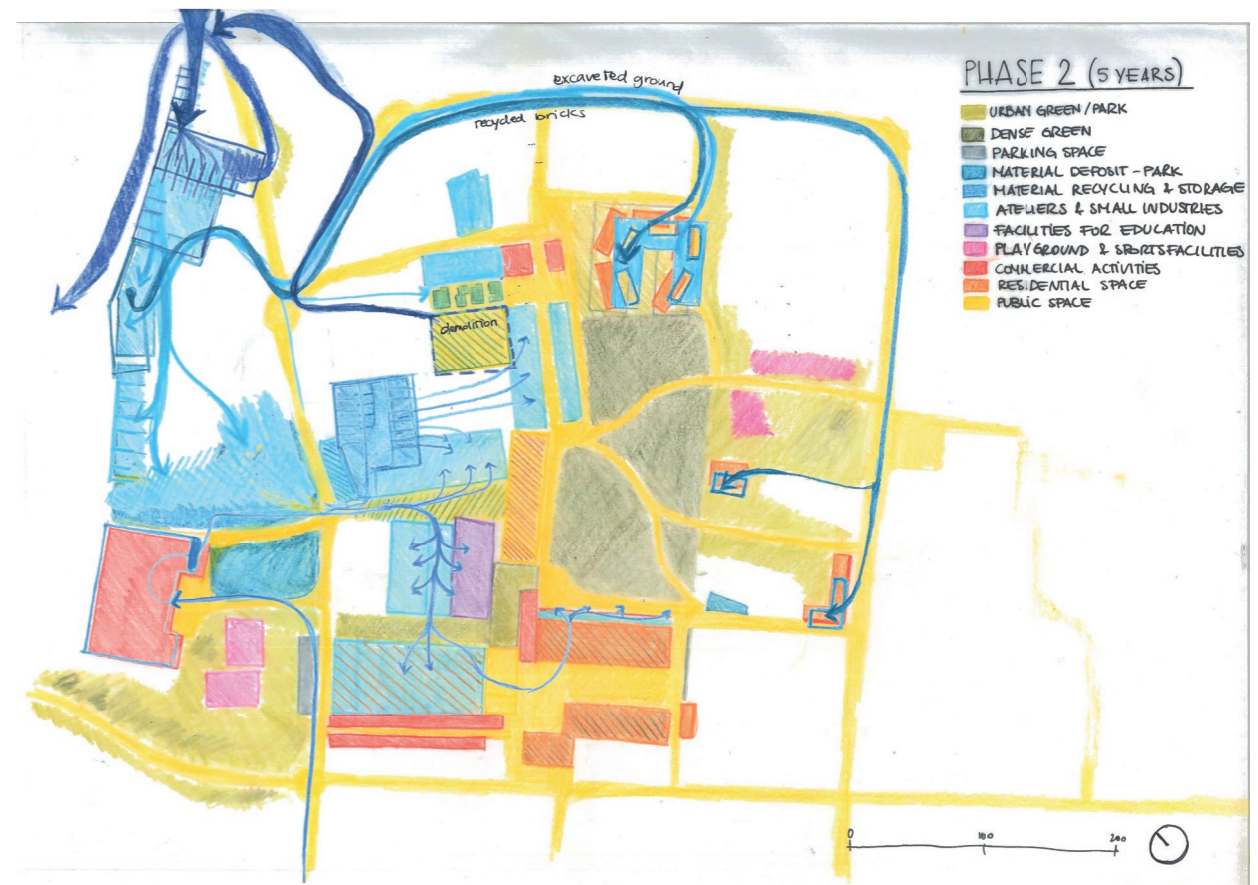 excaveted ground
recycled bricks
demolition
PHASE 2 (5 YEARS)
URBAN GREEN/PARK
DENSE GREEN
PARKING SPACE
MATERIAL DEPOSIT - PARK
MATERIAL RECYCLING & STORAGE
ATELIERS & SMALL INDUSTRIES
FACILITIES FOR EDUCATION
PLAYGROUND & SPORTSFACILITIES
COMMERCIAL ACTIVITIES
RESIDENTIAL SPACE
PUBLIC SPACE
0 100 200